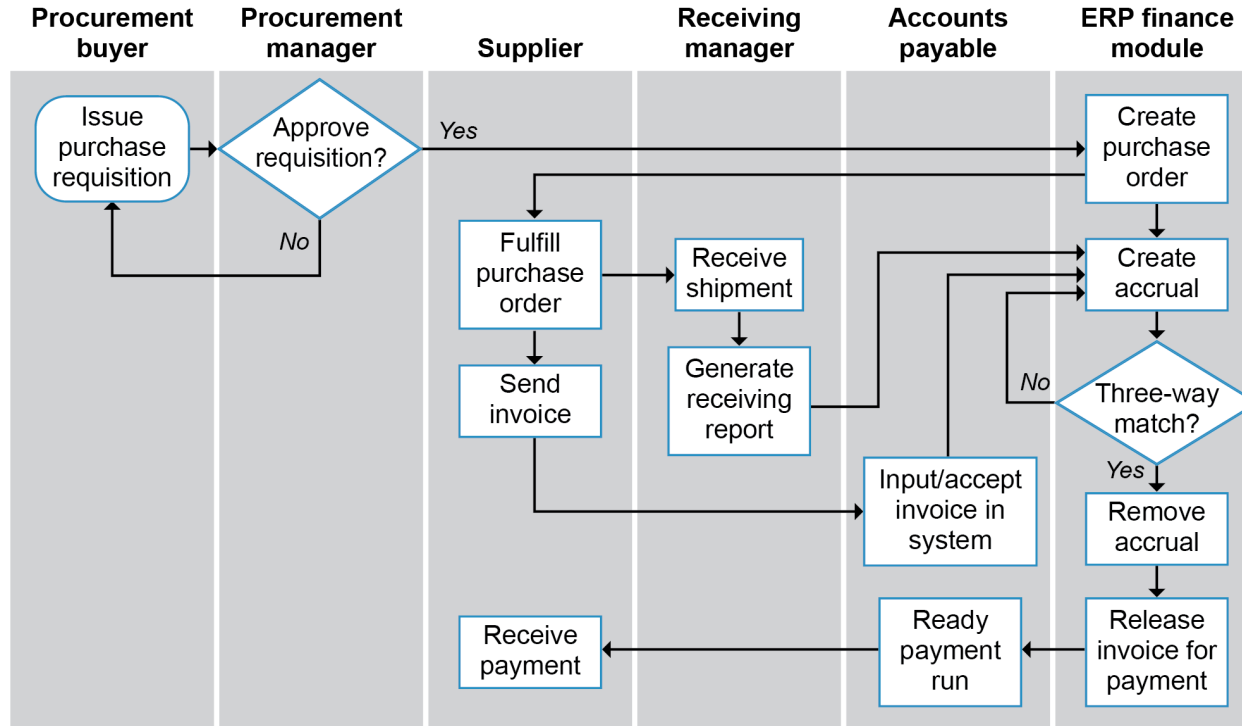 Procurement
buyer
Procurement
manager
Supplier
Receiving
manager
Accounts
payable
ERP finance
module
Issue
purchase
requisition
Approve
requisition?
Yes
No
Create
purchase
order
Fulfill
purchase
order
Receive
shipment
Create
accrual
Send
invoice
Generate
receiving
report
No
Three-way
match?
Yes
Input/accept
invoice in
system
Remove
accrual
Receive
payment
Ready
payment
run
Release
invoice for
payment